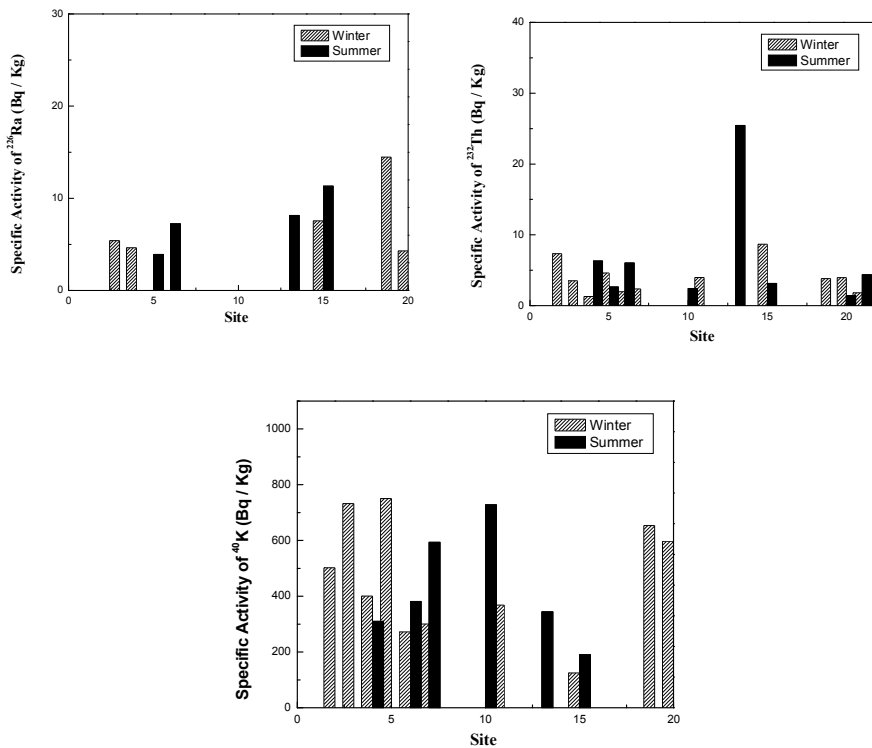 Specific Activity of ²²⁶Ra (Bq / Kg)
30
20
10
0
Winter
Summer
0 5 10 15 20
Site
Specific Activity of ²³²Th (Bq / Kg)
40
30
20
10
0
Winter
Summer
0 5 10 15 20
Site
Specific Activity of ⁴⁰K (Bq / Kg)
1000
800
600
400
200
0
Winter
Summer
0 5 10 15 20
Site